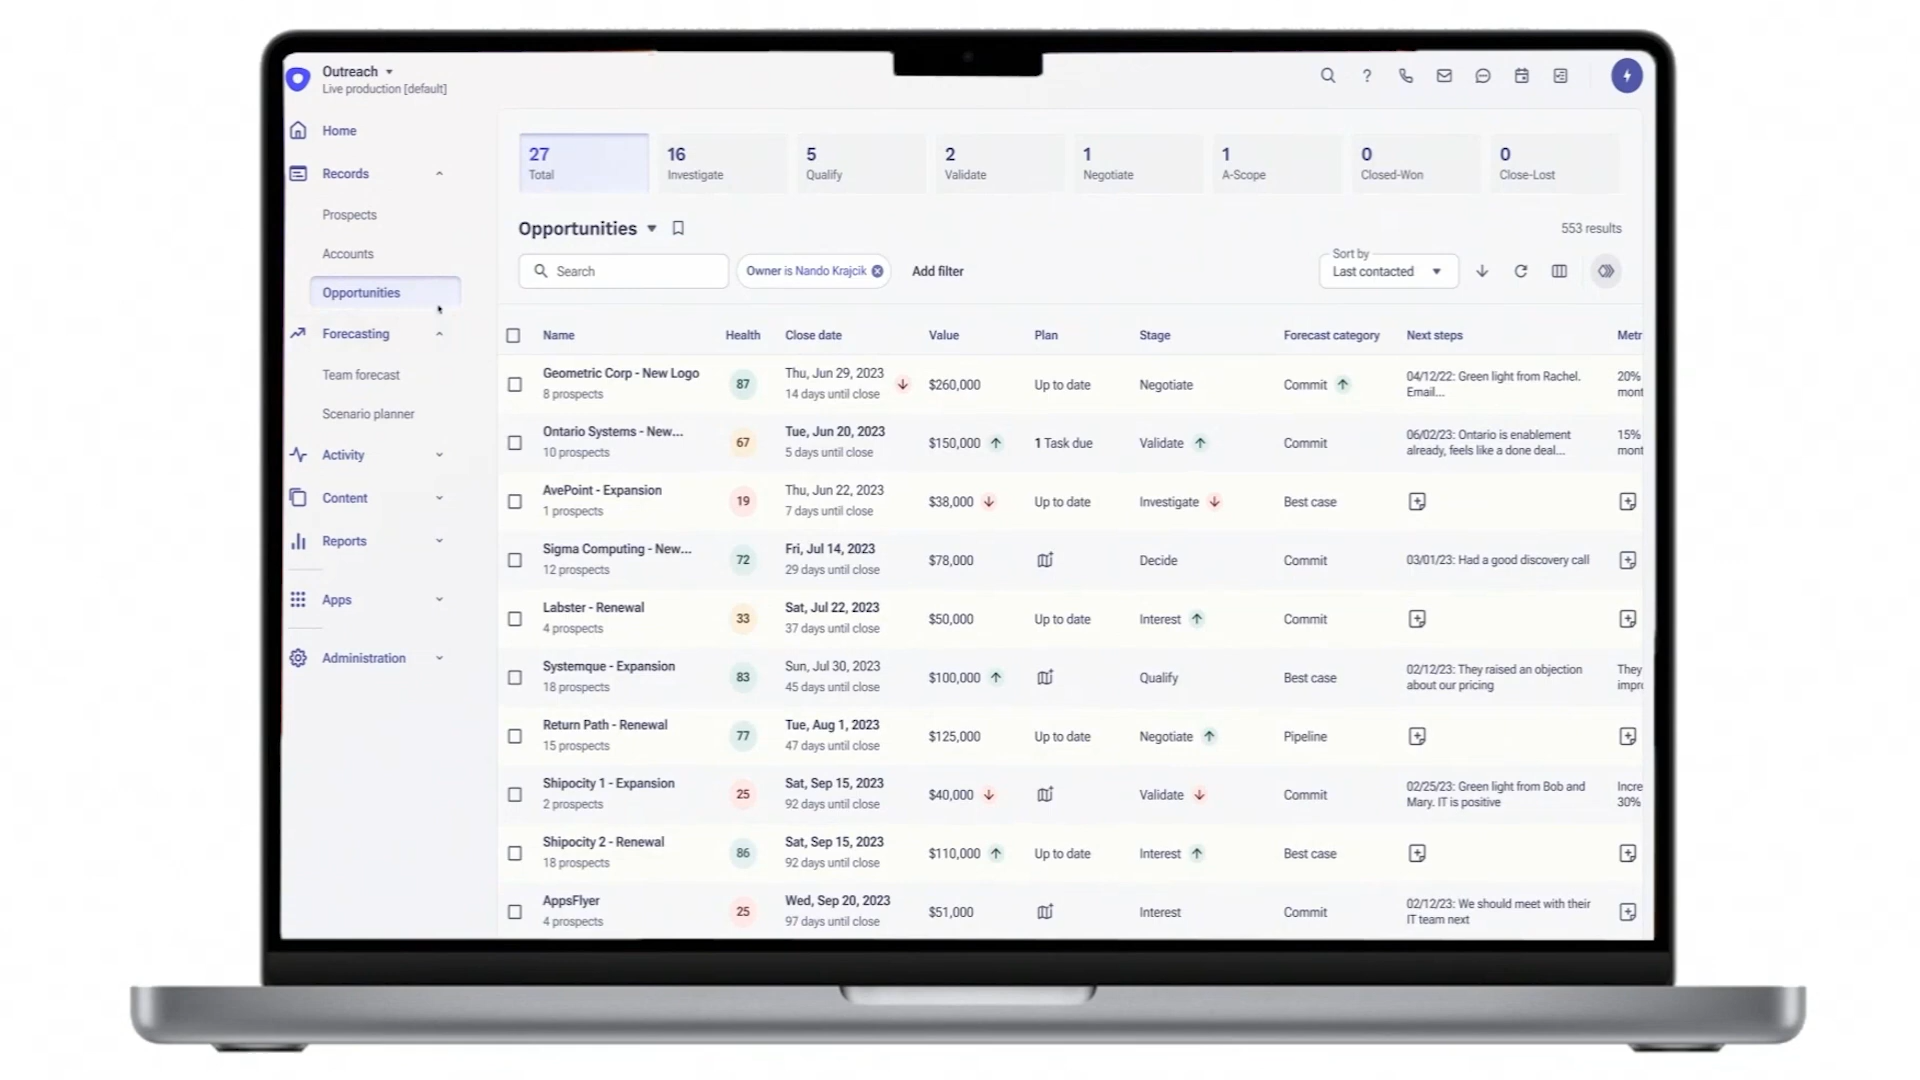 Outreach
Live production [default]
Home
Records
Prospects
Accounts
Opportunities
Forecasting
Team forecast
Scenario planner
Activity
Content
Reports
Apps
Administration
27 16 5 2 1 1 0 0
Total Investigate Qualify Validate Negotiate A-Scope Closed-Won Close-Lost
Opportunities 553 results
Search Owner is Nando Krajcik Add filter Sort by
Last contacted
Name Health Close date Value Plan Stage Forecast category Next steps Metr
Geometric Corp - New Logo Thu, Jun 29, 2023 04/12/22: Green light from Rachel. 20%
87 $260,000 Up to date Negotiate Commit
8 prospects 14 days until close Email... mont
Ontario Systems - New... Tue, Jun 20, 2023 06/02/23: Ontario is enablement 15%
67 $150,000 1 Task due Validate Commit
10 prospects 5 days until close already, feels like a done deal... mont
AvePoint - Expansion Thu, Jun 22, 2023
19 $38,000 Up to date Investigate Best case
1 prospects 7 days until close
Sigma Computing - New... Fri, Jul 14, 2023
72 $78,000 Decide Commit 03/01/23: Had a good discovery call
12 prospects 29 days until close
Labster - Renewal Sat, Jul 22, 2023
33 $50,000 Up to date Interest Commit
4 prospects 37 days until close
Systemque - Expansion Sun, Jul 30, 2023 02/12/23: They raised an objection They
83 $100,000 Qualify Best case
18 prospects 45 days until close about our pricing impro
Return Path - Renewal Tue, Aug 1, 2023
77 $125,000 Up to date Negotiate Pipeline
15 prospects 47 days until close
Shipocity 1 - Expansion Sat, Sep 15, 2023 02/25/23: Green light from Bob and Incre
25 $40,000 Validate Commit
2 prospects 92 days until close Mary. IT is positive 30%
Shipocity 2 - Renewal Sat, Sep 15, 2023
86 $110,000 Up to date Interest Best case
18 prospects 92 days until close
AppsFlyer Wed, Sep 20, 2023 02/12/23: We should meet with their
25 $51,000 Interest Commit
4 prospects 97 days until close IT team next